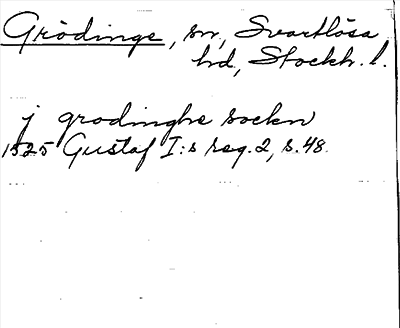 Grödinge, sn, Svartlösa
hd, Stockh. l.
j grodinghe sockn
1525 Gustaf I:s reg. 2, s. 48.